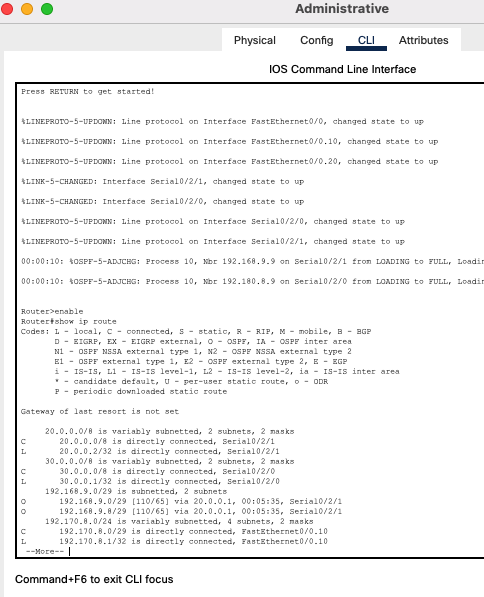 Administrative
Physical Config CLI Attributes
IOS Command Line Interface
Press RETURN to get started!
%LINEPROTO-5-UPDOWN: Line protocol on Interface FastEthernet0/0, changed state to up
%LINEPROTO-5-UPDOWN: Line protocol on Interface FastEthernet0/0.10, changed state to up
%LINEPROTO-5-UPDOWN: Line protocol on Interface FastEthernet0/0.20, changed state to up
%LINK-5-CHANGED: Interface Serial0/2/1, changed state to up
%LINK-5-CHANGED: Interface Serial0/2/0, changed state to up
%LINEPROTO-5-UPDOWN: Line protocol on Interface Serial0/2/0, changed state to up
%LINEPROTO-5-UPDOWN: Line protocol on Interface Serial0/2/1, changed state to up
00:00:10: %OSPF-5-ADJCHG: Process 10, Nbr 192.168.9.9 on Serial0/2/1 from LOADING to FULL, Loadin
00:00:10: %OSPF-5-ADJCHG: Process 10, Nbr 192.180.8.9 on Serial0/2/0 from LOADING to FULL, Loadin
Router>enable
Router#show ip route
Codes: L - local, C - connected, S - static, R - RIP, M - mobile, B - BGP
D - EIGRP, EX - EIGRP external, O - OSPF, IA - OSPF inter area
N1 - OSPF NSSA external type 1, N2 - OSPF NSSA external type 2
E1 - OSPF external type 1, E2 - OSPF external type 2, E - EGP
i - IS-IS, L1 - IS-IS level-1, L2 - IS-IS level-2, ia - IS-IS inter area
* - candidate default, U - per-user static route, o - ODR
P - periodic downloaded static route
Gateway of last resort is not set
20.0.0.0/8 is variably subnetted, 2 subnets, 2 masks
C 20.0.0.0/8 is directly connected, Serial0/2/1
L 20.0.0.2/32 is directly connected, Serial0/2/1
30.0.0.0/8 is variably subnetted, 2 subnets, 2 masks
C 30.0.0.0/8 is directly connected, Serial0/2/0
L 30.0.0.1/32 is directly connected, Serial0/2/0
192.168.9.0/29 is subnetted, 2 subnets
O 192.168.9.0/29 [110/65] via 20.0.0.1, 00:05:35, Serial0/2/1
O 192.168.9.8/29 [110/65] via 20.0.0.1, 00:05:35, Serial0/2/1
192.170.8.0/24 is variably subnetted, 4 subnets, 2 masks
C 192.170.8.0/29 is directly connected, FastEthernet0/0.10
L 192.170.8.1/32 is directly connected, FastEthernet0/0.10
--More--
Command+F6 to exit CLI focus